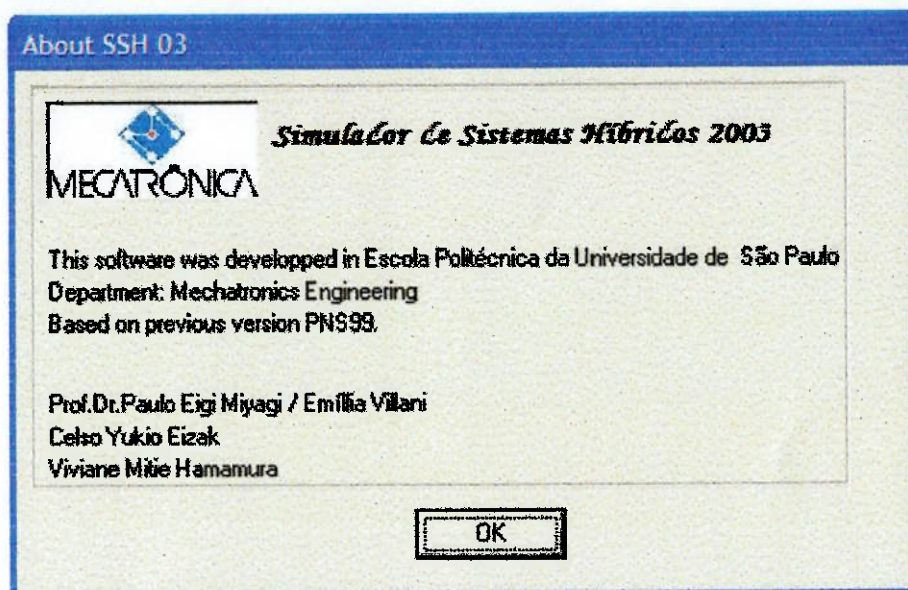 About SSH 03
MECATRÔNICA
Simulador de Sistemas Híbridos 2003
This software was developped in Escola Politécnica da Universidade de São Paulo
Department: Mechatronics Engineering
Based on previous version PNS99.
Prof.Dr.Paulo Eigi Miyagi / Emíllia Villani
Celso Yukio Eizak
Viviane Mitie Hamamura
OK